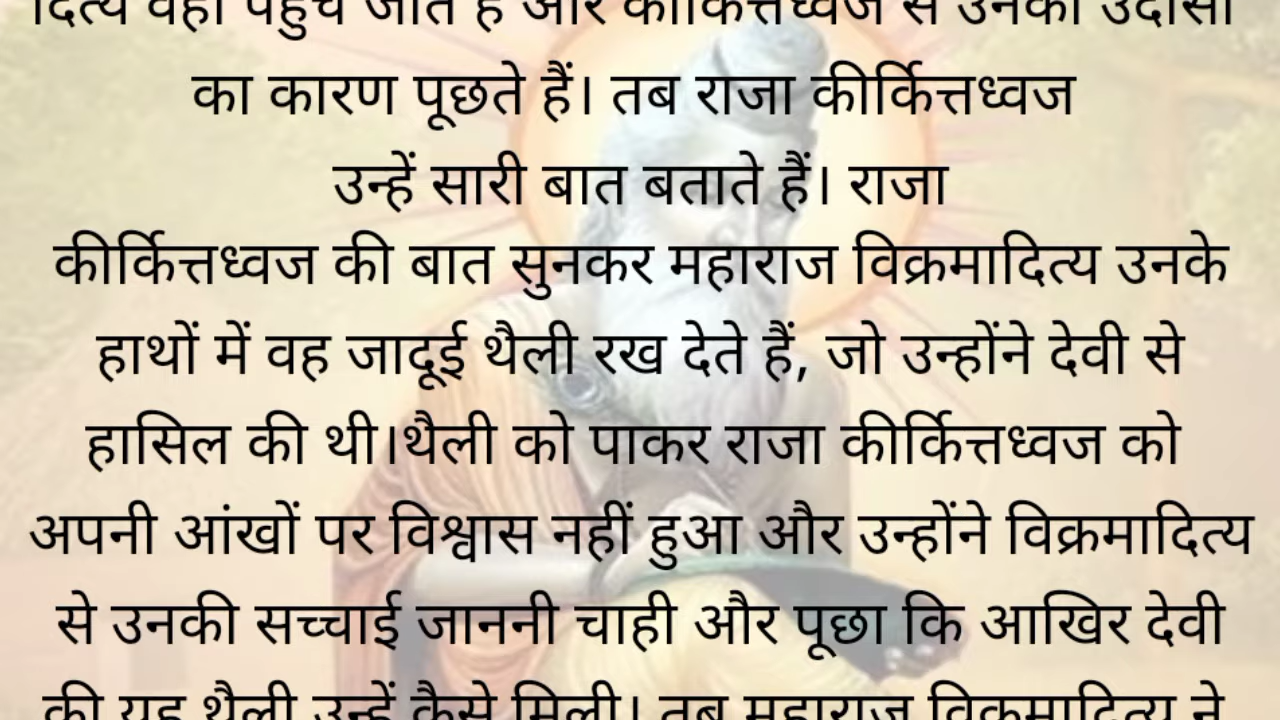 दित्य वहां पहुंच जाते हैं और कीर्कित्तध्वज से उनकी उदासी
का कारण पूछते हैं। तब राजा कीर्कित्तध्वज
उन्हें सारी बात बताते हैं। राजा
कीर्कित्तध्वज की बात सुनकर महाराज विक्रमादित्य उनके
हाथों में वह जादूई थैली रख देते हैं, जो उन्होंने देवी से
हासिल की थी।थैली को पाकर राजा कीर्कित्तध्वज को
अपनी आंखों पर विश्वास नहीं हुआ और उन्होंने विक्रमादित्य
से उनकी सच्चाई जाननी चाही और पूछा कि आखिर देवी
की यह थैली उन्हें कैसे मिली। तब महाराज विक्रमादित्य ने